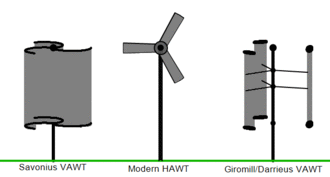 Savonius VAWT
Modern HAWT
Giromill/Darrieus VAWT